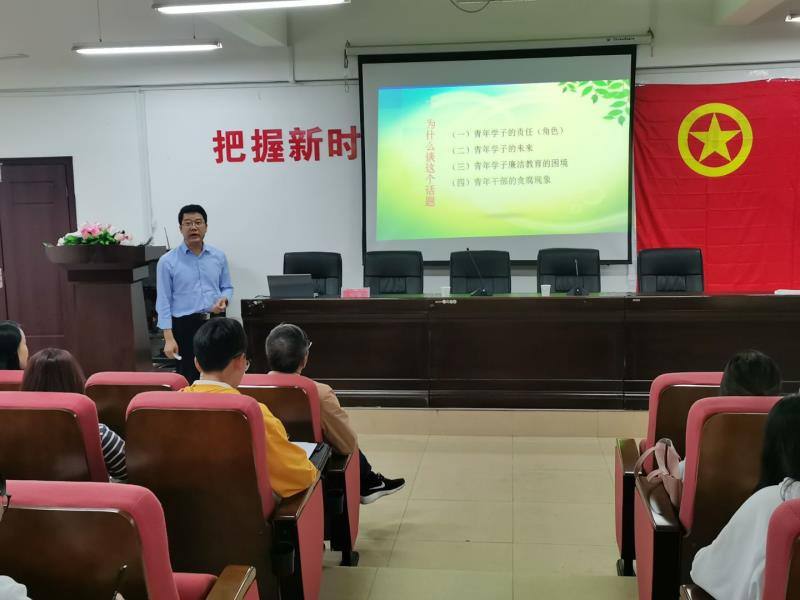 把握新时
为什么谈这个话题
（一）青年学子的责任（角色）
（二）青年学子的未来
（三）青年学子廉洁教育的困境
（四）青年干部的贪腐现象